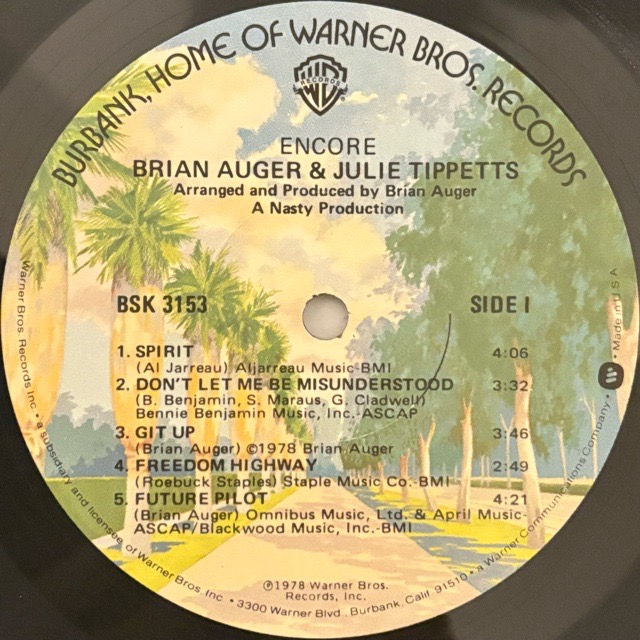 BURBANK, HOME OF WARNER BROS. RECORDS
RECORDS
ENCORE
BRIAN AUGER & JULIE TIPPETTS
Arranged and Produced by Brian Auger
A Nasty Production
BSK 3153
SIDE I
1. SPIRIT 4:06
(Al Jarreau) Aljarreau Music-BMI
2. DON'T LET ME BE MISUNDERSTOOD 3:32
(B. Benjamin, S. Maraus, G. Cladwell)
Bennie Benjamin Music, Inc.-ASCAP
3. GIT UP 3:46
(Brian Auger) ©1978 Brian Auger
4. FREEDOM HIGHWAY 2:49
(Roebuck Staples) Staple Music Co.-BMI
5. FUTURE PILOT 4:21
(Brian Auger) Omnibus Music, Ltd. & April Music-
ASCAP/Blackwood Music, Inc.-BMI
℗1978 Warner Bros.
Records, Inc.
Warner Bros. Records Inc. • a subsidiary and licensee of Warner Bros. Inc. • 3300 Warner Blvd., Burbank, Calif. 91510 • a Warner Communications Company • Made in U.S.A.